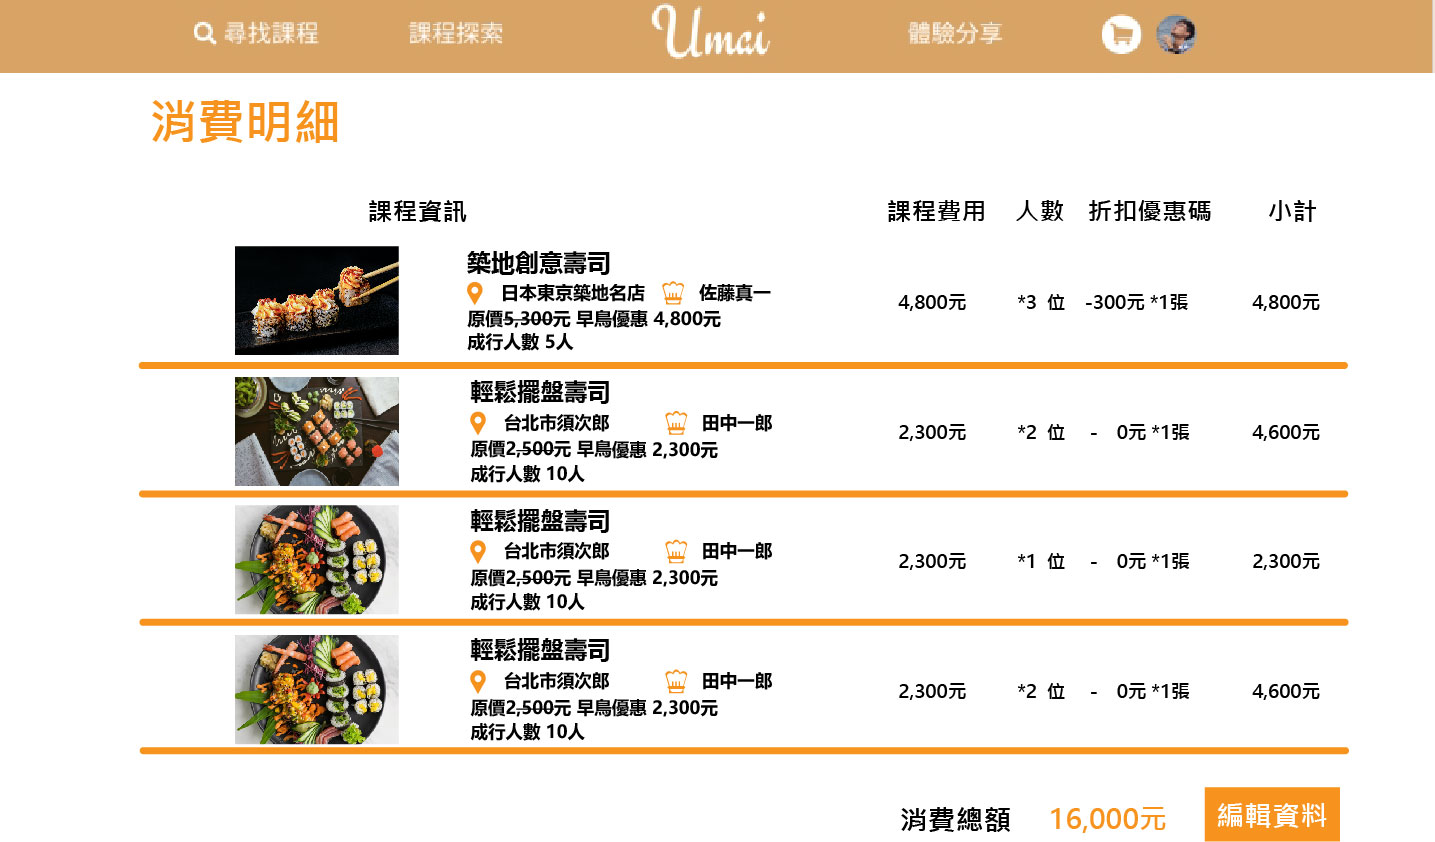 尋找課程 課程探索 Umai 體驗分享
消費明細
課程資訊 課程費用 人數 折扣優惠碼 小計
築地創意壽司
日本東京築地名店 佐藤真一
原價5,300元 早鳥優惠 4,800元
成行人數 5人
4,800元 *3 位 -300元 *1張 4,800元
輕鬆擺盤壽司
台北市須次郎 田中一郎
原價2,500元 早鳥優惠 2,300元
成行人數 10人
2,300元 *2 位 - 0元 *1張 4,600元
輕鬆擺盤壽司
台北市須次郎 田中一郎
原價2,500元 早鳥優惠 2,300元
成行人數 10人
2,300元 *1 位 - 0元 *1張 2,300元
輕鬆擺盤壽司
台北市須次郎 田中一郎
原價2,500元 早鳥優惠 2,300元
成行人數 10人
2,300元 *2 位 - 0元 *1張 4,600元
消費總額 16,000元 編輯資料